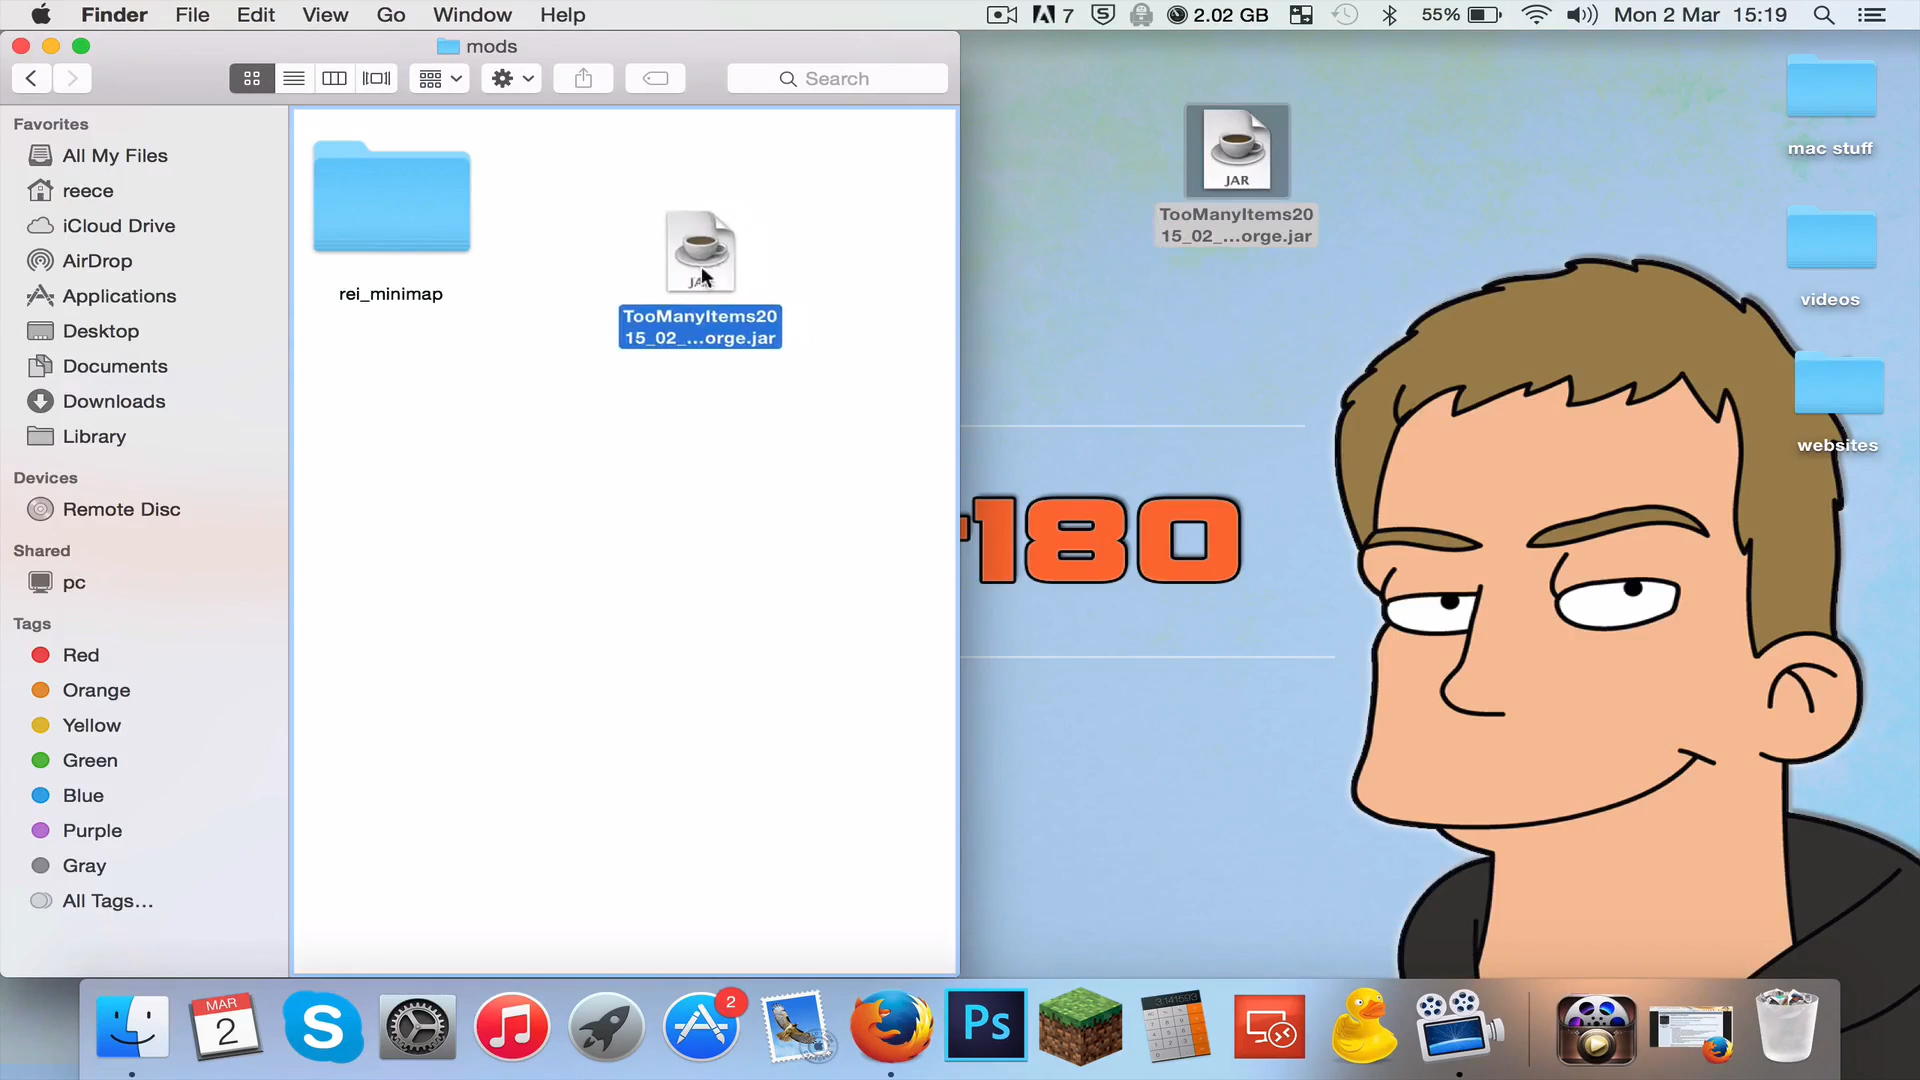 Finder File Edit View Go Window Help 7 2.02 GB 55% Mon 2 Mar 15:19
mods
Search
Favorites
All My Files
reece
iCloud Drive
AirDrop
Applications
Desktop
Documents
Downloads
Library
Devices
Remote Disc
Shared
pc
Tags
Red
Orange
Yellow
Green
Blue
Purple
Gray
All Tags...
rei_minimap
TooManyItems20
15_02_...orge.jar
JAR
TooManyItems20
15_02_...orge.jar
mac stuff
videos
websites
180
MAR
2
2
Ps
3.141593